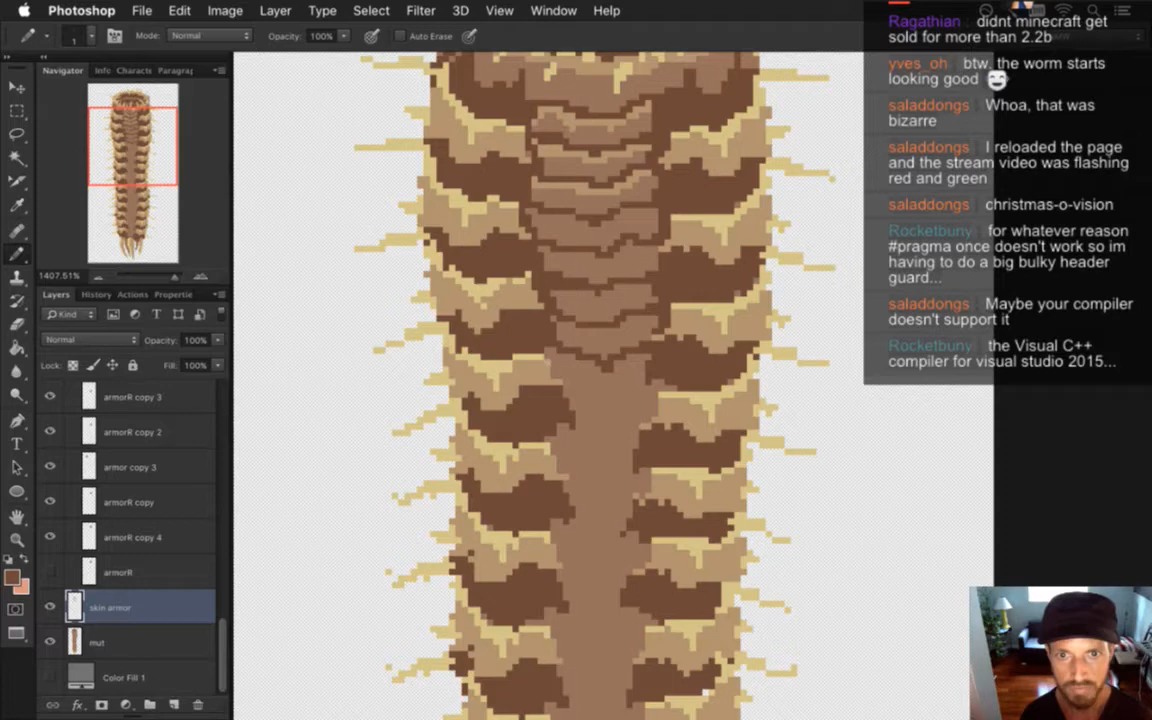 Photoshop File Edit Image Layer Type Select Filter 3D View Window Help
1 Mode: Normal Opacity: 100% Auto Erase
Navigator Info Characte Paragraj
1407.51%
Layers History Actions Propertie
Kind
Normal Opacity: 100%
Lock: Fill: 100%
armorR copy 3
armorR copy 2
armor copy 3
armorR copy
armorR copy 4
armorR
skin armor
mut
Color Fill 1
Ragathian didnt minecraft get
sold for more than 2.2b
yves_oh btw. the worm starts
looking good
saladdongs Whoa, that was
bizarre
saladdongs I reloaded the page
and the stream video was flashing
red and green
saladdongs christmas-o-vision
Rocketbuny for whatever reason
#pragma once doesn't work so im
having to do a big bulky header
guard...
saladdongs Maybe your compiler
doesn't support it
Rocketbuny the Visual C++
compiler for visual studio 2015...